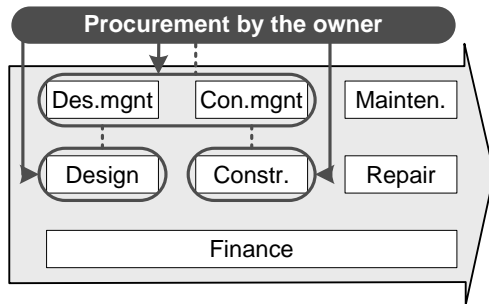 Procurement by the owner
Des.mgnt Con.mgnt Mainten.
Design Constr. Repair
Finance